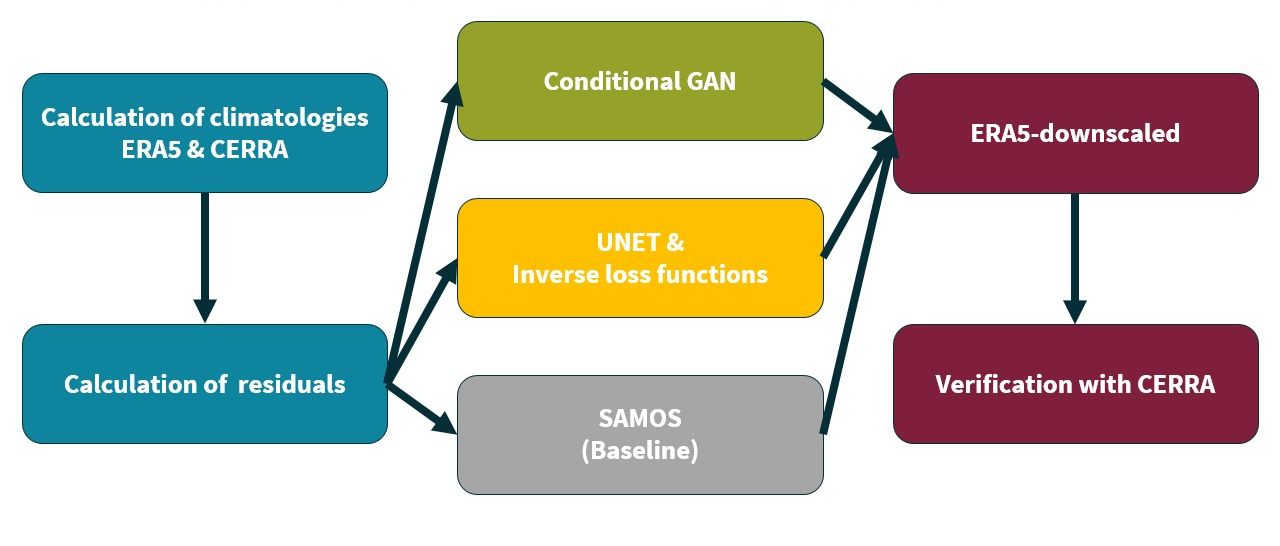 Calculation of climatologies
ERA5 & CERRA
Calculation of residuals
Conditional GAN
UNET &
Inverse loss functions
SAMOS
(Baseline)
ERA5-downscaled
Verification with CERRA